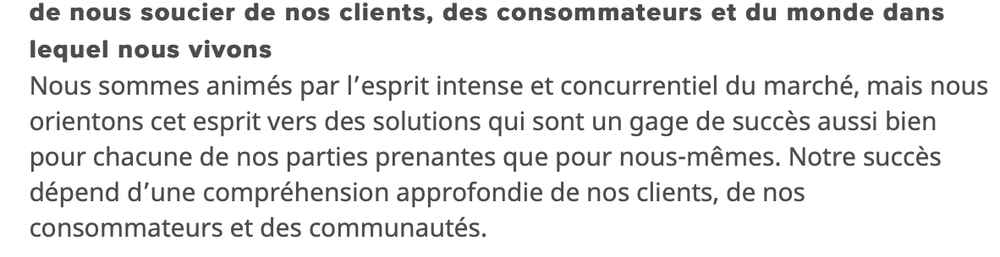 de nous soucier de nos clients, des consommateurs et du monde dans
lequel nous vivons
Nous sommes animés par l’esprit intense et concurrentiel du marché, mais nous
orientons cet esprit vers des solutions qui sont un gage de succès aussi bien
pour chacune de nos parties prenantes que pour nous-mêmes. Notre succès
dépend d’une compréhension approfondie de nos clients, de nos
consommateurs et des communautés.